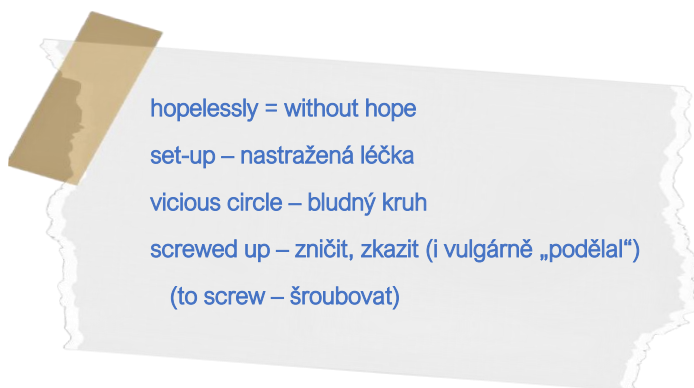 hopelessly = without hope
set-up – nastražená léčka
vicious circle – bludný kruh
screwed up – zničit, zkazit (i vulgárně „podělal“)
(to screw – šroubovat)